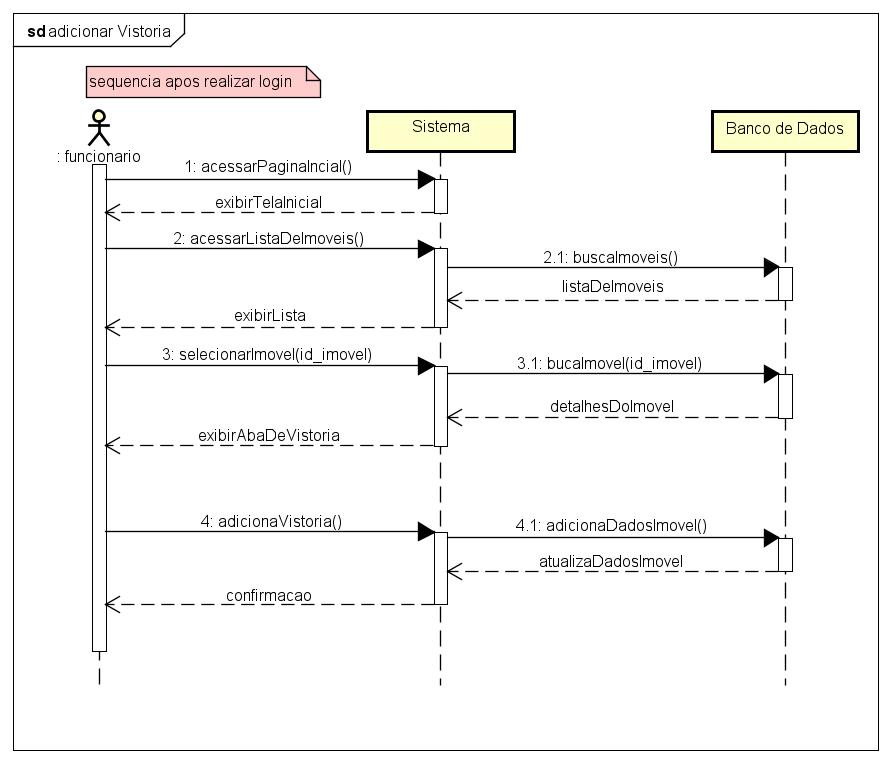 sd adicionar Vistoria
sequencia apos realizar login
Sistema
Banco de Dados
: funcionario
1: acessarPaginaIncial()
exibirTelaInicial
2: acessarListaDeImoveis()
2.1: buscaImoveis()
listaDeImoveis
exibirLista
3: selecionarImovel(id_imovel)
3.1: bucaImovel(id_imovel)
detalhesDoImovel
exibirAbaDeVistoria
4: adicionaVistoria()
4.1: adicionaDadosImovel()
atualizaDadosImovel
confirmacao